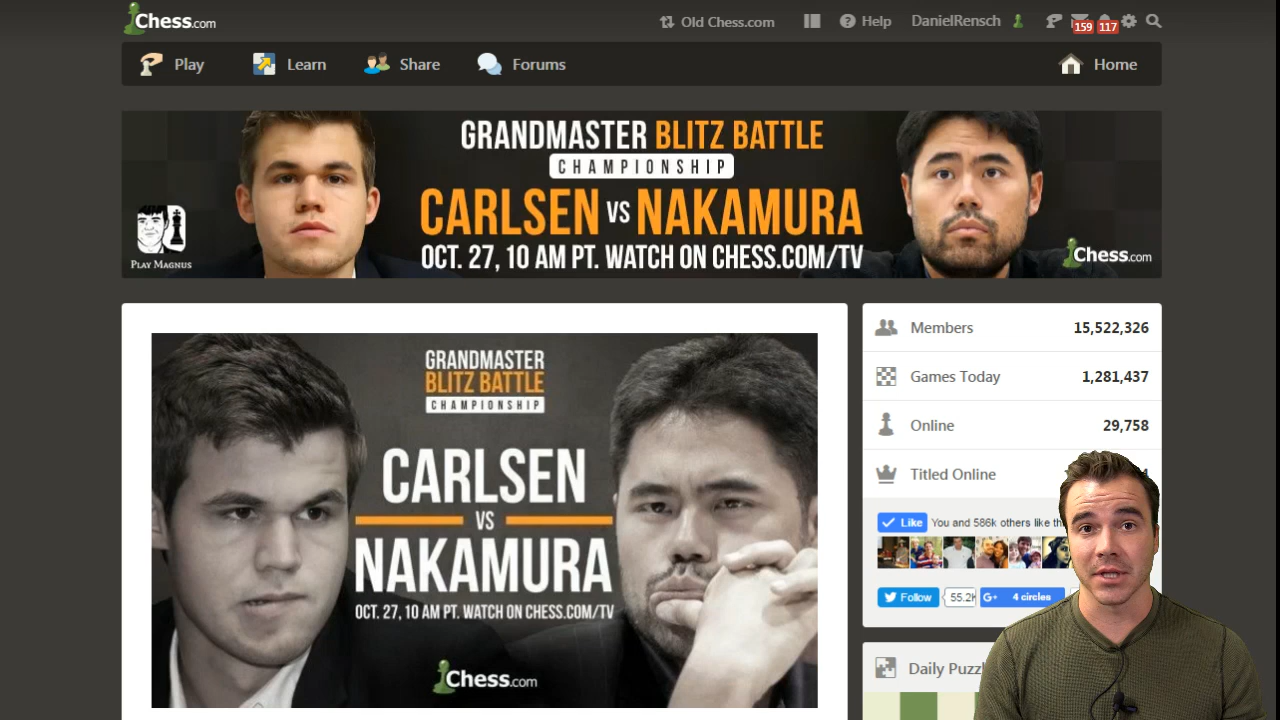 Chess.com
Old Chess.com
Help
DanielRensch
159
117
Play
Learn
Share
Forums
Home
GRANDMASTER BLITZ BATTLE
CHAMPIONSHIP
CARLSEN VS NAKAMURA
OCT. 27, 10 AM PT. WATCH ON CHESS.COM/TV
PLAY MAGNUS
Chess.com
GRANDMASTER
BLITZ BATTLE
CHAMPIONSHIP
CARLSEN
VS
NAKAMURA
OCT. 27, 10 AM PT. WATCH ON CHESS.COM/TV
Chess.com
Members 15,522,326
Games Today 1,281,437
Online 29,758
Titled Online
Like You and 586k others like
Follow 55.2K G+ 4 circles
Daily